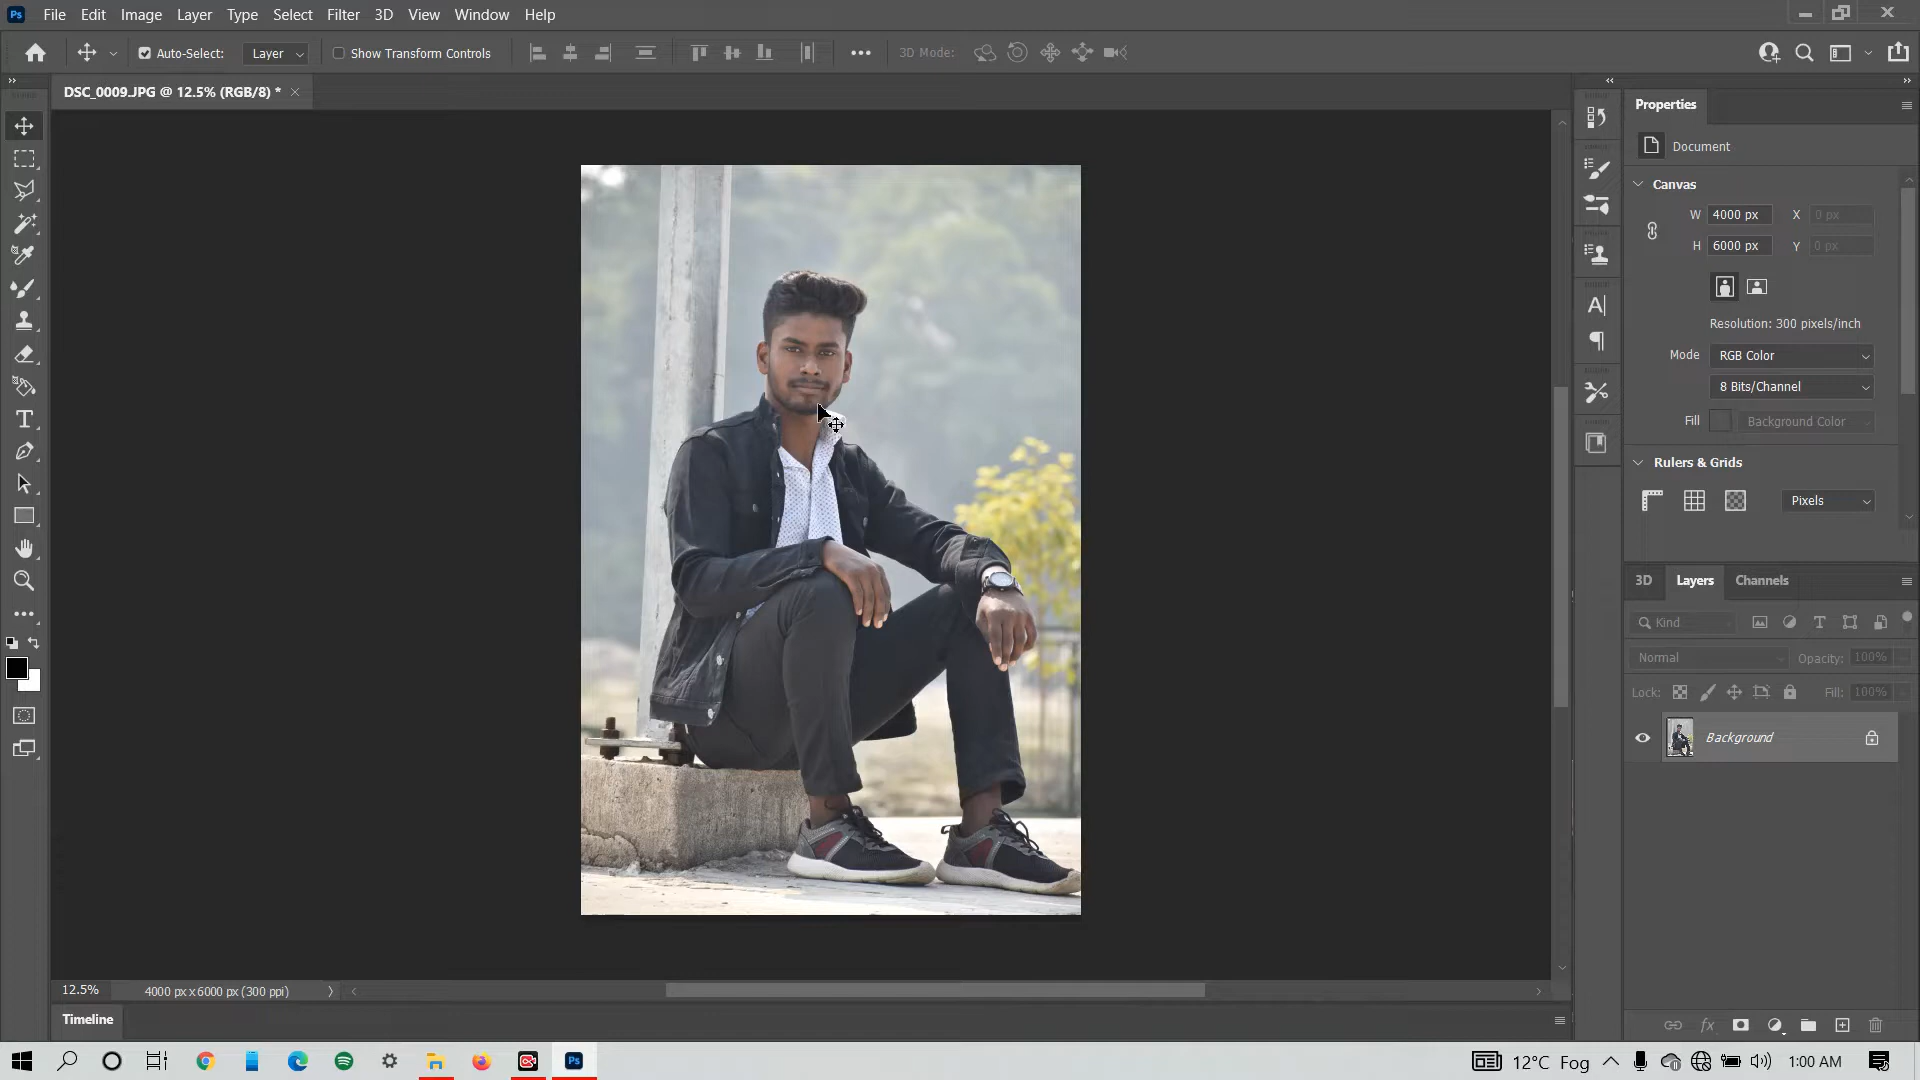 Ps File Edit Image Layer Type Select Filter 3D View Window Help
Auto-Select: Layer Show Transform Controls 3D Mode:
DSC_0009.JPG @ 12.5% (RGB/8) *
Properties
Document
Canvas
W 4000 px X 0 px
H 6000 px Y 0 px
Resolution: 300 pixels/inch
Mode RGB Color
8 Bits/Channel
Fill Background Color
Rulers & Grids
Pixels
3D Layers Channels
Kind
Normal Opacity: 100%
Lock: Fill: 100%
Background
12.5% 4000 px x 6000 px (300 ppi)
Timeline
Ps 12°C Fog 1:00 AM